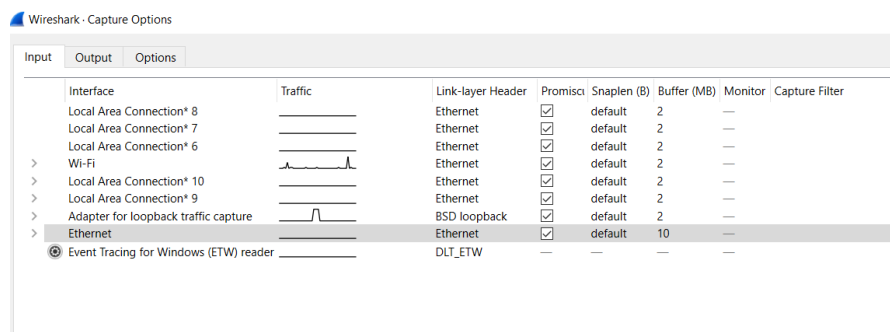 Wireshark · Capture Options
Input Output Options
Interface Traffic Link-layer Header Promiscu Snaplen (B) Buffer (MB) Monitor Capture Filter
Local Area Connection* 8 Ethernet default 2 —
Local Area Connection* 7 Ethernet default 2 —
Local Area Connection* 6 Ethernet default 2 —
Wi-Fi Ethernet default 2 —
Local Area Connection* 10 Ethernet default 2 —
Local Area Connection* 9 Ethernet default 2 —
Adapter for loopback traffic capture BSD loopback default 2 —
Ethernet Ethernet default 10 —
Event Tracing for Windows (ETW) reader DLT_ETW — — — —